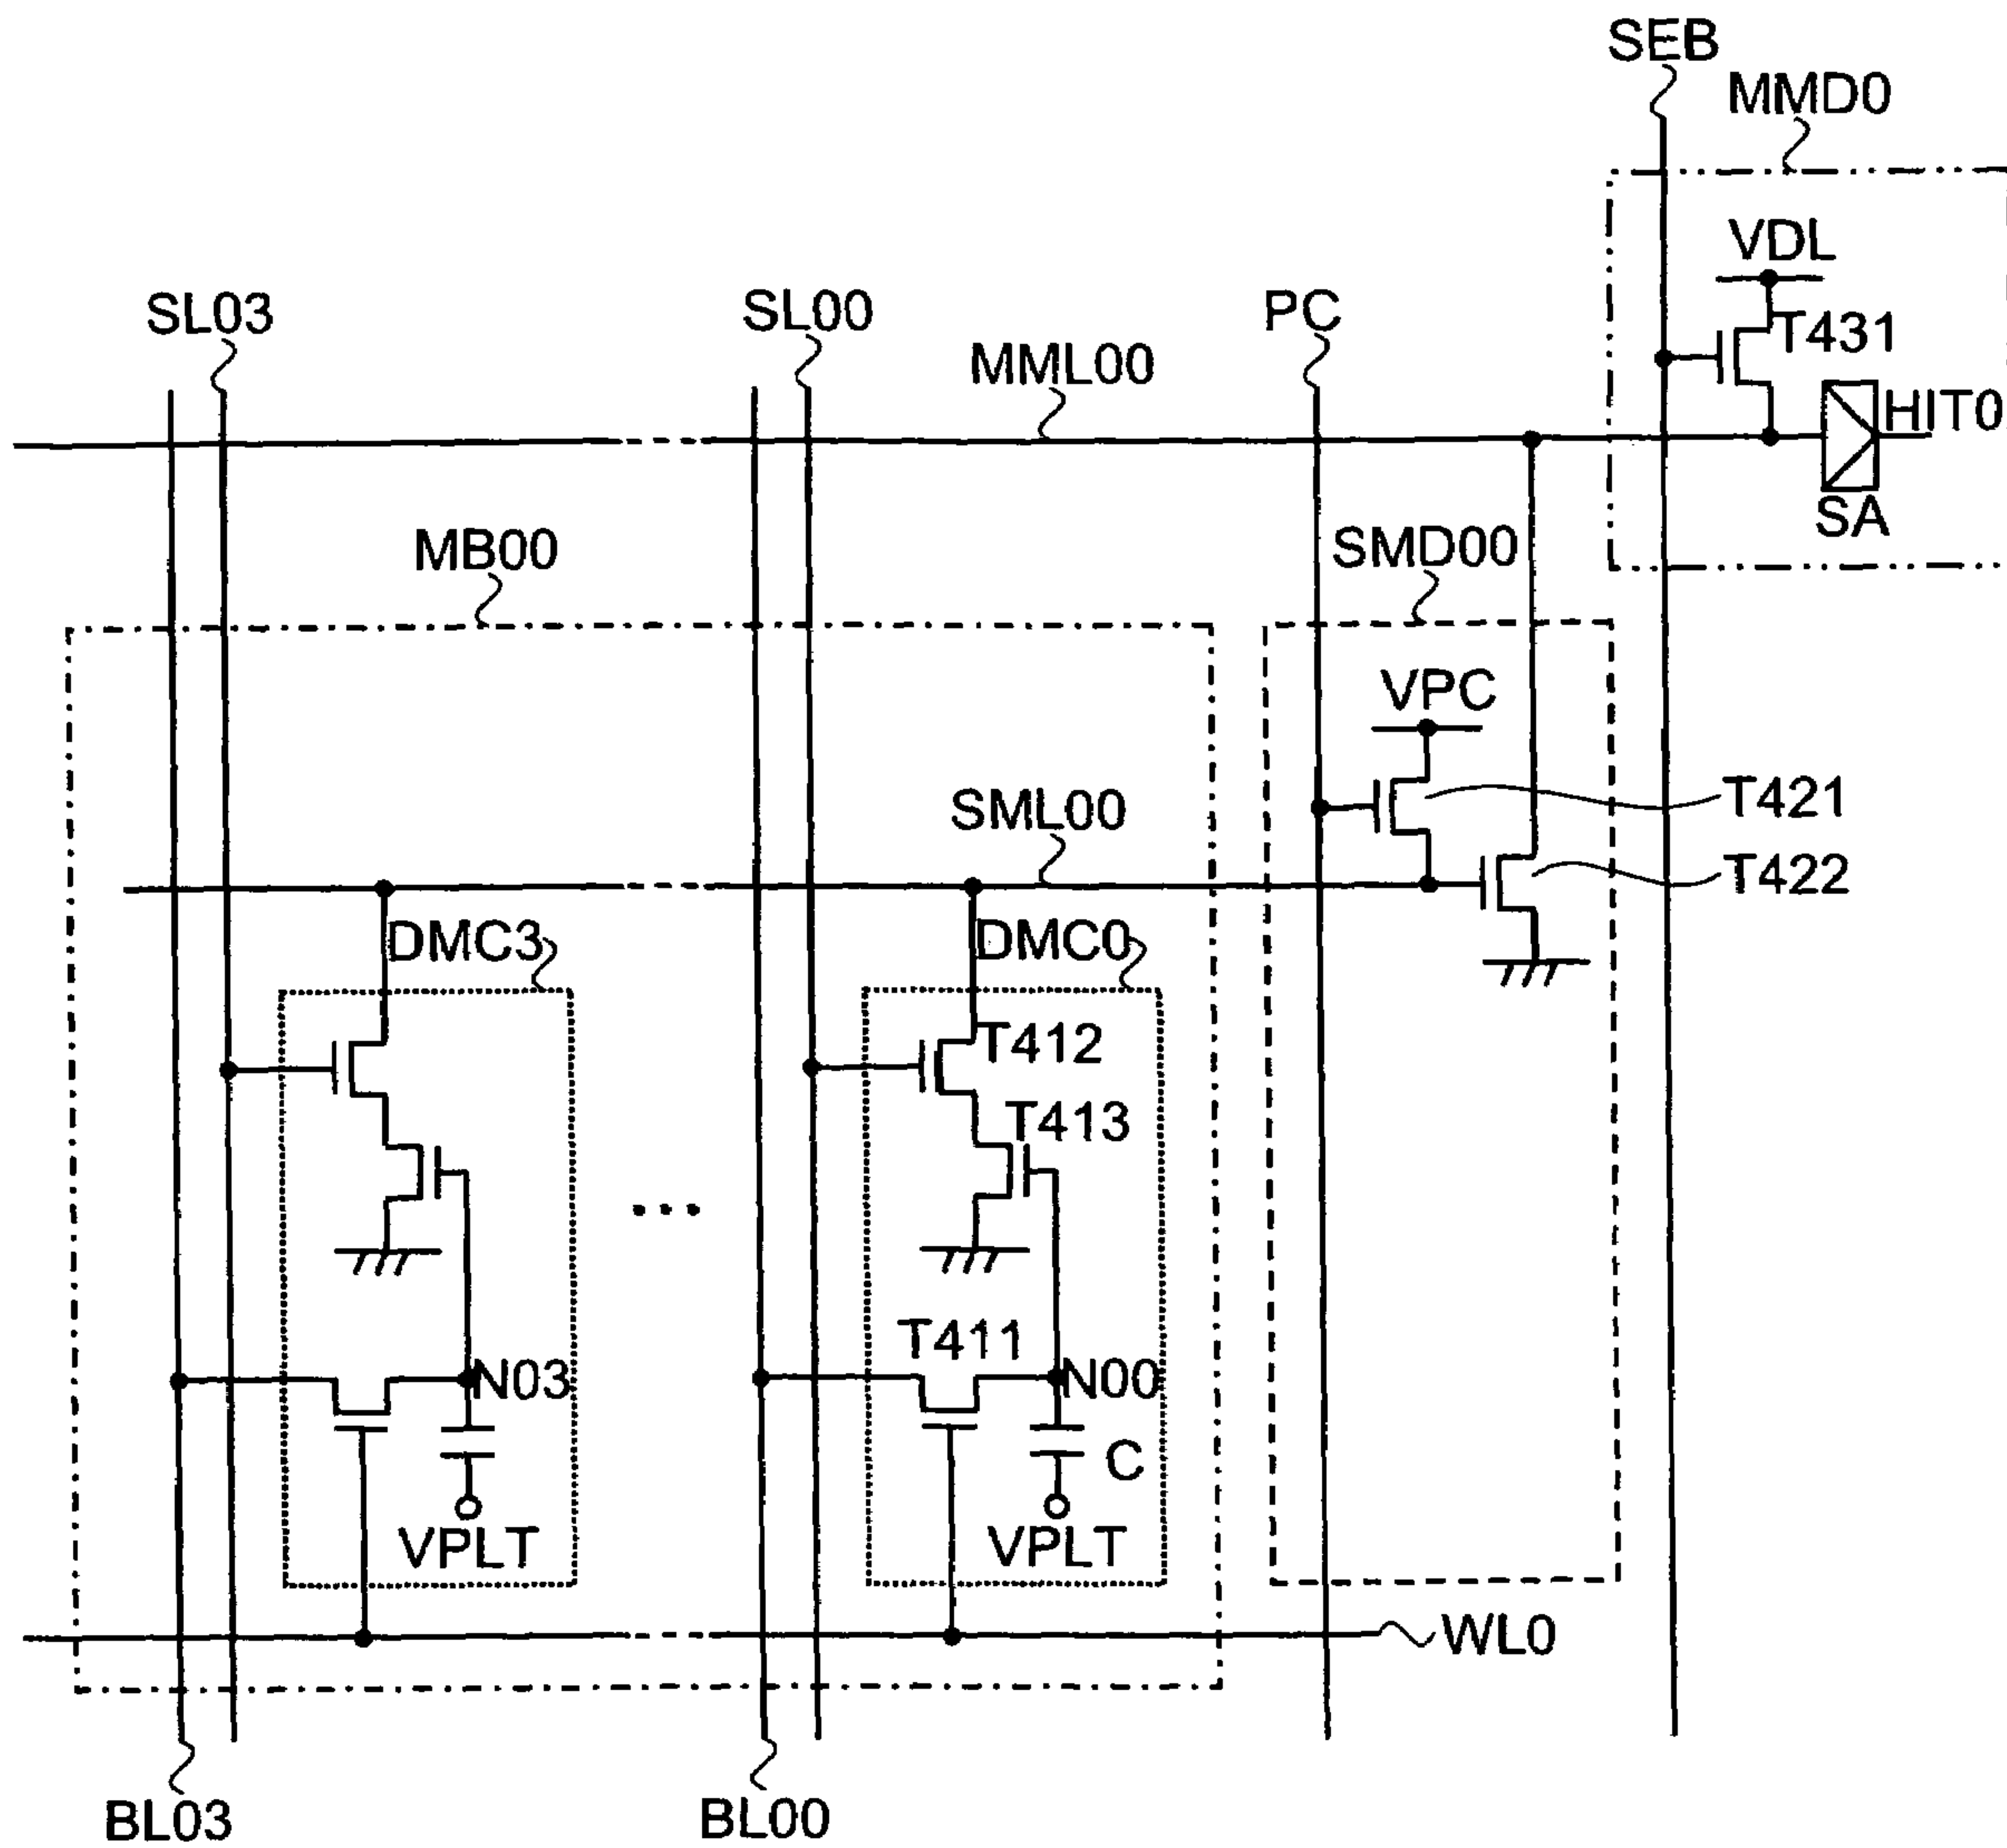 SEB
MMD0
VDL
SL03
SL00
PC
T431
MML00
HIT0
SA
MB00
SMD00
VPC
SML00
T421
T422
DMC3
DMC0
T412
T413
...
T411
N03
N00
C
VPLT
VPLT
WL0
BL03
BL00